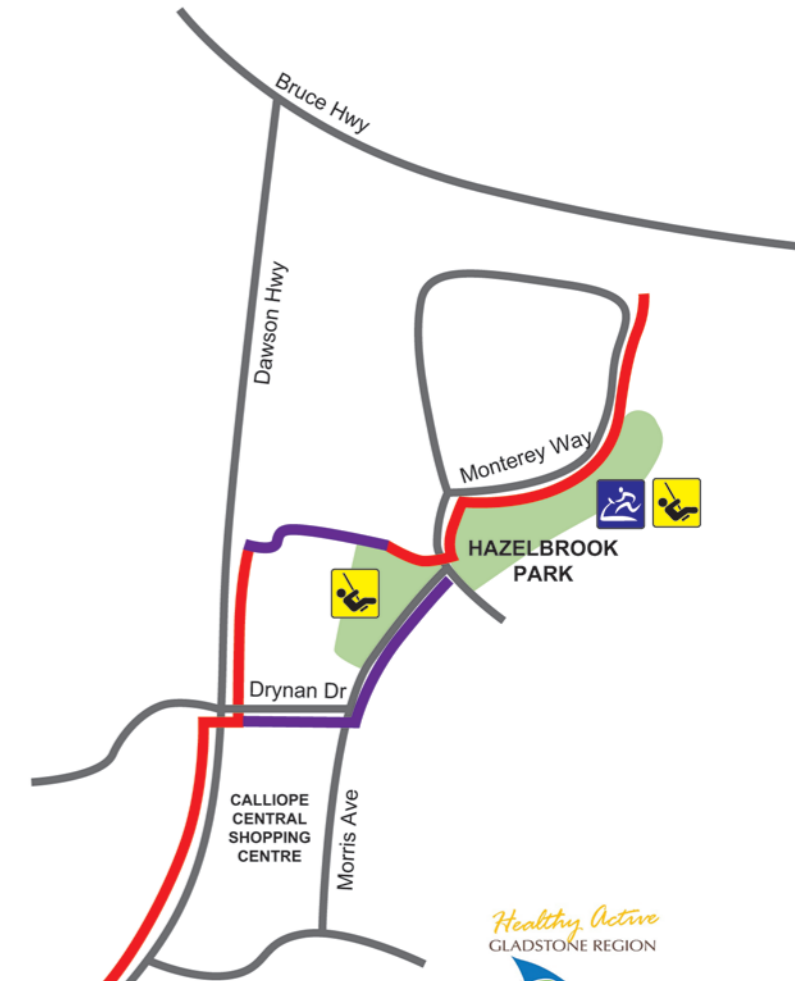 Bruce Hwy
Dawson Hwy
Monterey Way
HAZELBROOK
PARK
Drynan Dr
CALLIOPE
CENTRAL
SHOPPING
CENTRE
Morris Ave
Healthy Active
GLADSTONE REGION